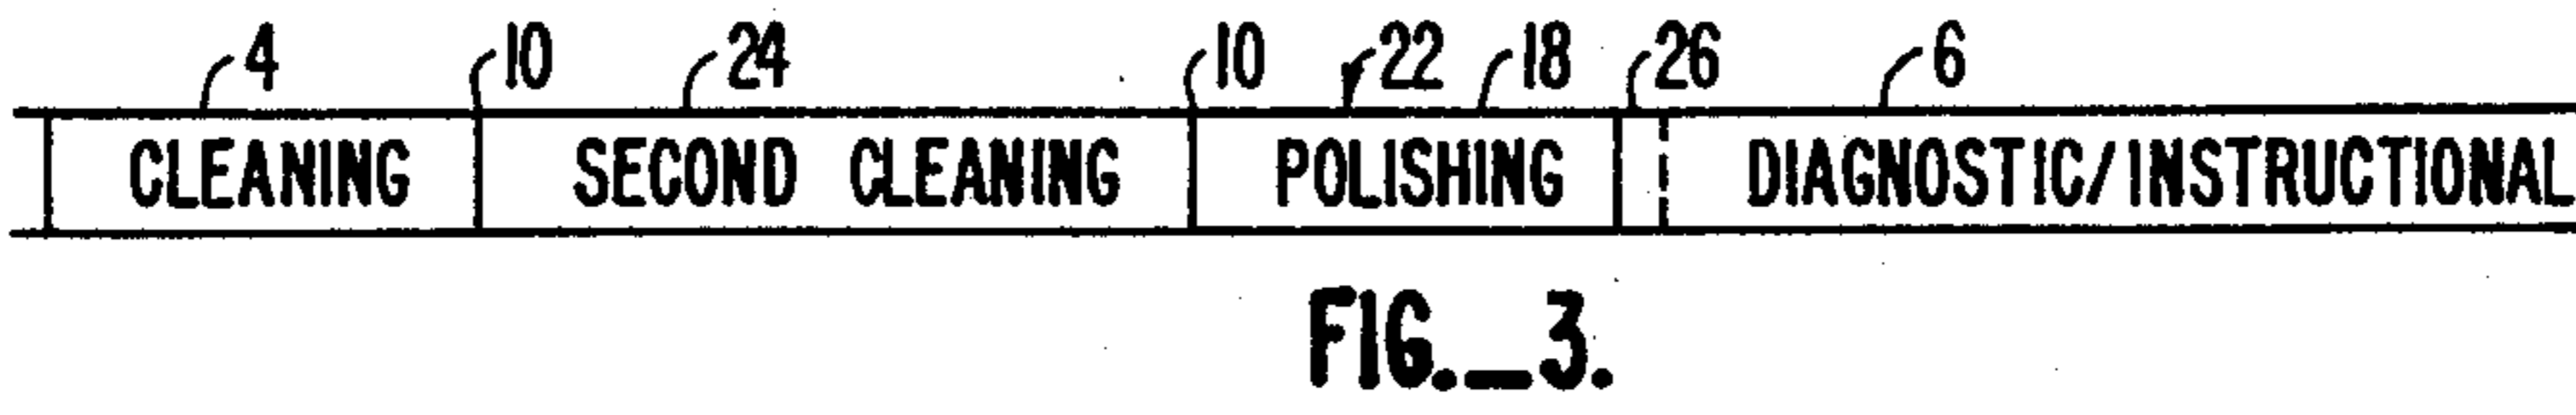 4 10 24 10 22 18 26 6
CLEANING SECOND CLEANING POLISHING DIAGNOSTIC/INSTRUCTIONAL
FIG._3.